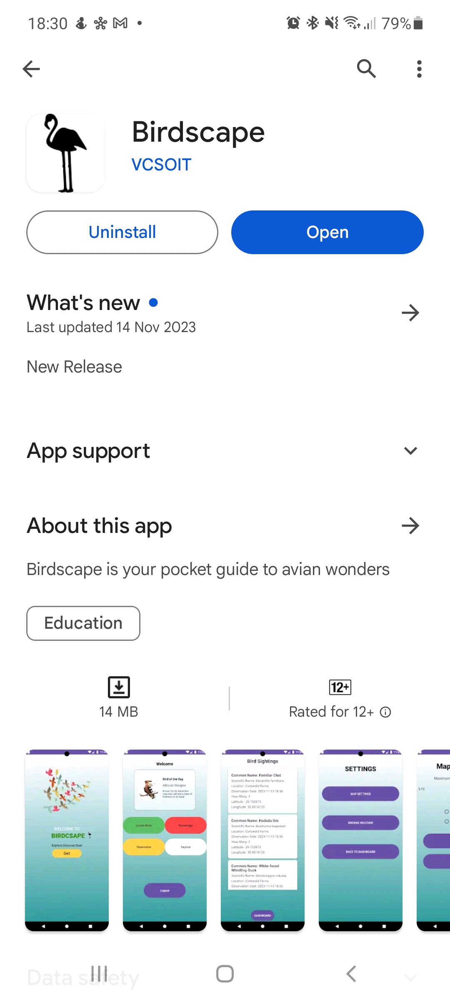 18:30
79%
Birdscape
VCSOIT
Uninstall
Open
What's new
Last updated 14 Nov 2023
New Release
App support
About this app
Birdscape is your pocket guide to avian wonders
Education
14 MB
12+
Rated for 12+
WELCOME TO
BIRDCSAPE
Explore.Discover.Soar
Get
Welcome
Bird of the Day
African Hoopoe
Known for its distinctive
'oop-oop' call and a crest of
feathers on its head.
Locate Birds
Knowledge
Observation
Explore
Logout
Bird Sightings
Common Name: Familiar Chat
Scientific Name: Oenanthe familiaris
Location: Cotswold Fenns
Observation Date: 2023-11-13 18:36
How Many: 2
Latitude: -29.753975
Longitude: 30.8018133
Common Name: Hadada Ibis
Scientific Name: Bostrychia hagedash
Location: Cotswold Fenns
Observation Date: 2023-11-13 18:36
How Many: 2
Latitude: -29.753975
Longitude: 30.8018133
Common Name: White-faced
Whistling-Duck
Scientific Name: Dendrocygna viduata
Location: Cotswold Fenns
Observation Date: 2023-11-13 18:36
DASHBOARD
SETTINGS
MAP SETTINGS
BIRDING WEATHER
BACK TO DASHBOARD
Map
Maximum
5-10
Data safety